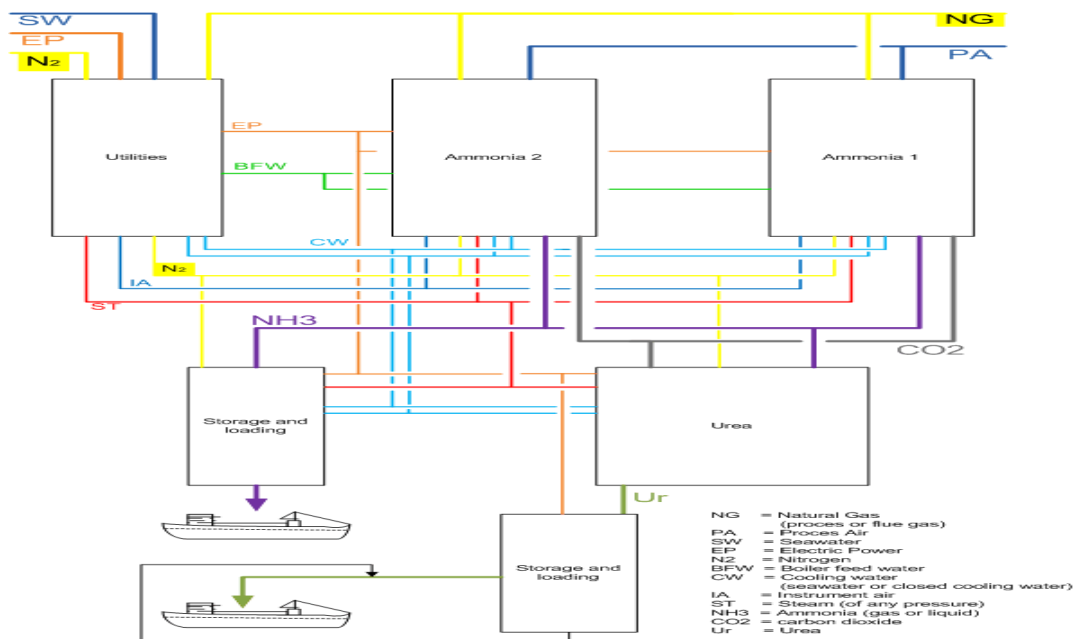 SW
NG
EP
PA
N2
EP
Utilities
Ammonia 2
Ammonia 1
BFW
CW
N2
IA
ST
NH3
CO2
Storage and
loading
Urea
Ur
NG = Natural Gas
(proces or flue gas)
PA = Proces Air
SW = Seawater
EP = Electric Power
N2 = Nitrogen
BFW = Boiler feed water
CW = Cooling water
(seawater or closed cooling water)
IA = Instrument air
ST = Steam (of any pressure)
NH3 = Ammonia (gas or liquid)
CO2 = carbon dioxide
Ur = Urea
Storage and
loading